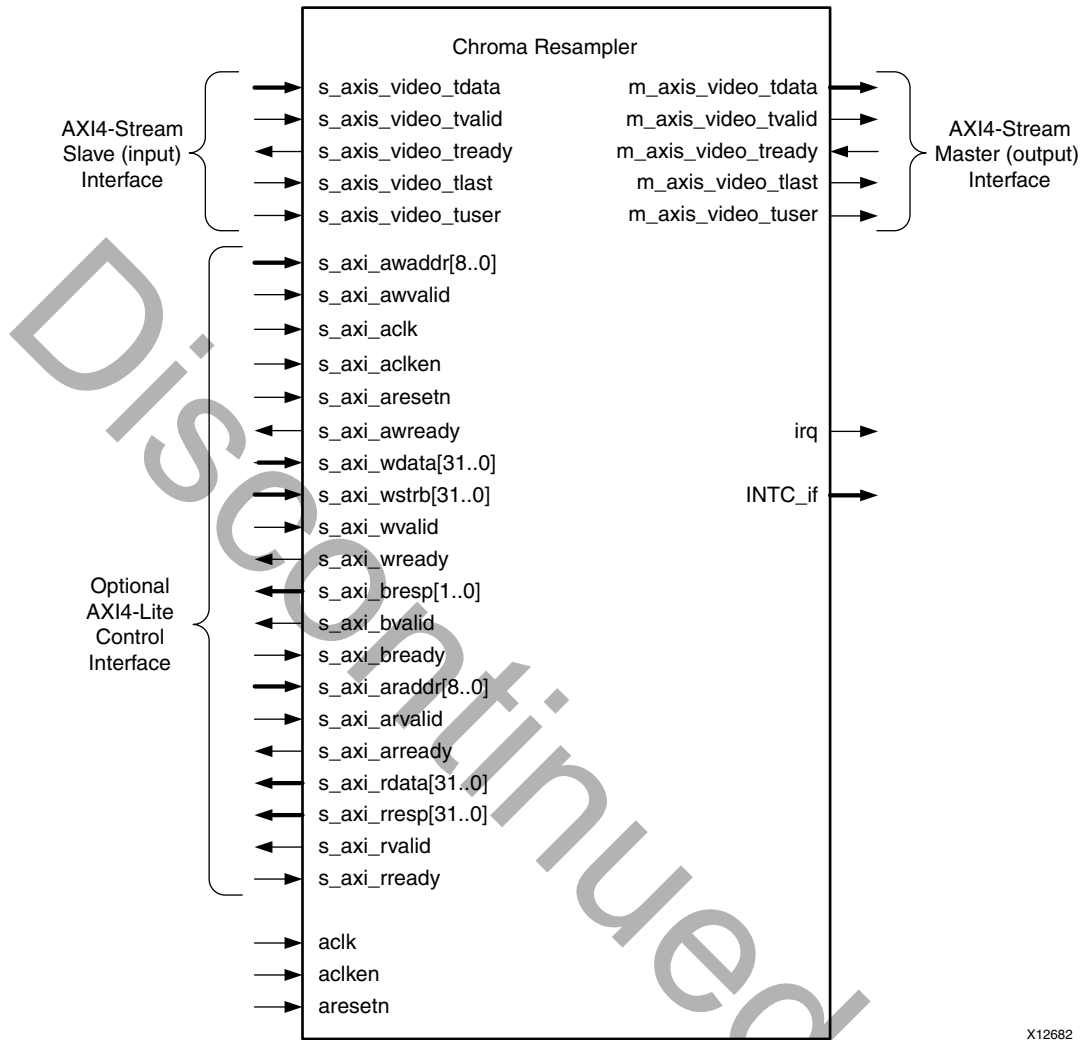 Chroma Resampler
AXI4-Stream
Slave (input)
Interface
s_axis_video_tdata
s_axis_video_tvalid
s_axis_video_tready
s_axis_video_tlast
s_axis_video_tuser
m_axis_video_tdata
m_axis_video_tvalid
m_axis_video_tready
m_axis_video_tlast
m_axis_video_tuser
AXI4-Stream
Master (output)
Interface
Optional
AXI4-Lite
Control
Interface
s_axi_awaddr[8..0]
s_axi_awvalid
s_axi_aclk
s_axi_aclken
s_axi_aresetn
s_axi_awready
s_axi_wdata[31..0]
s_axi_wstrb[31..0]
s_axi_wvalid
s_axi_wready
s_axi_bresp[1..0]
s_axi_bvalid
s_axi_bready
s_axi_araddr[8..0]
s_axi_arvalid
s_axi_arready
s_axi_rdata[31..0]
s_axi_rresp[31..0]
s_axi_rvalid
s_axi_rready
irq
INTC_if
aclk
aclken
aresetn
Discontinued
X12682